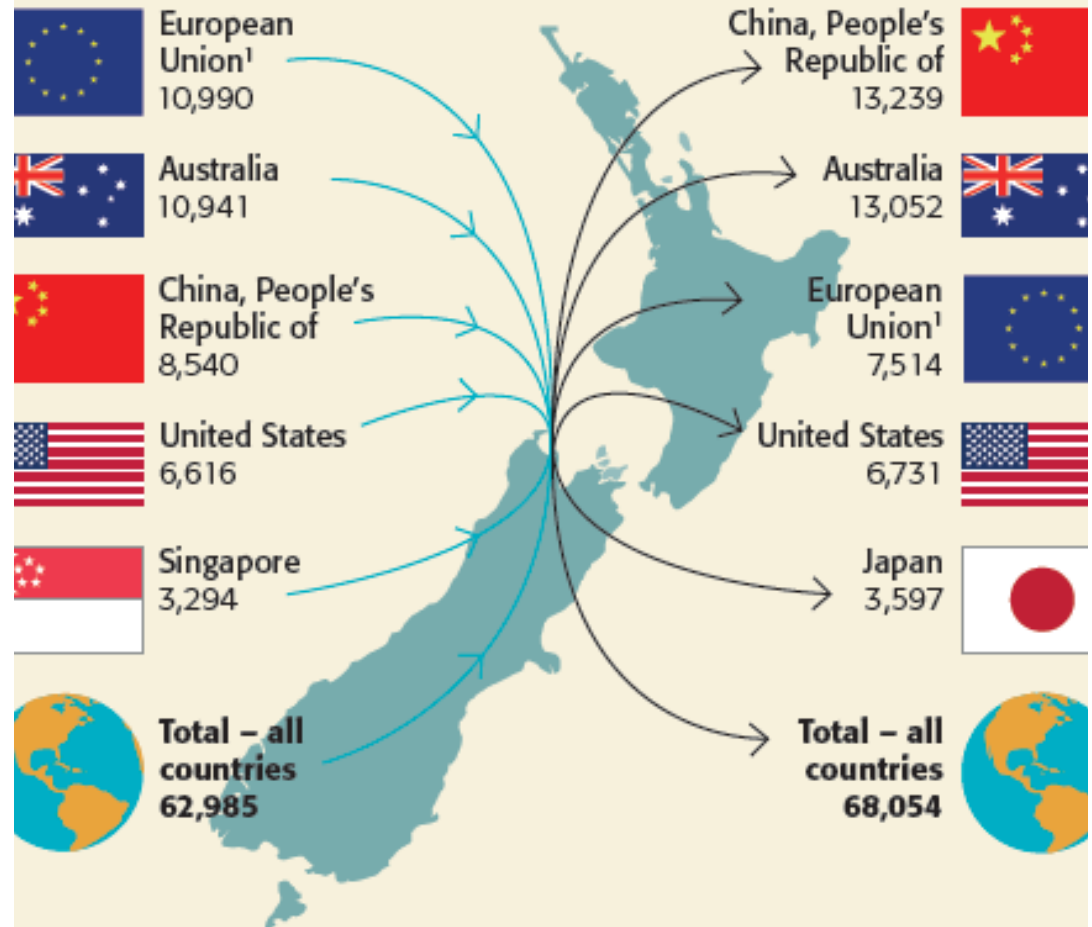 European
Union¹
10,990
Australia
10,941
China, People's
Republic of
8,540
United States
6,616
Singapore
3,294
Total – all
countries
62,985
China, People's
Republic of
13,239
Australia
13,052
European
Union¹
7,514
United States
6,731
Japan
3,597
Total – all
countries
68,054